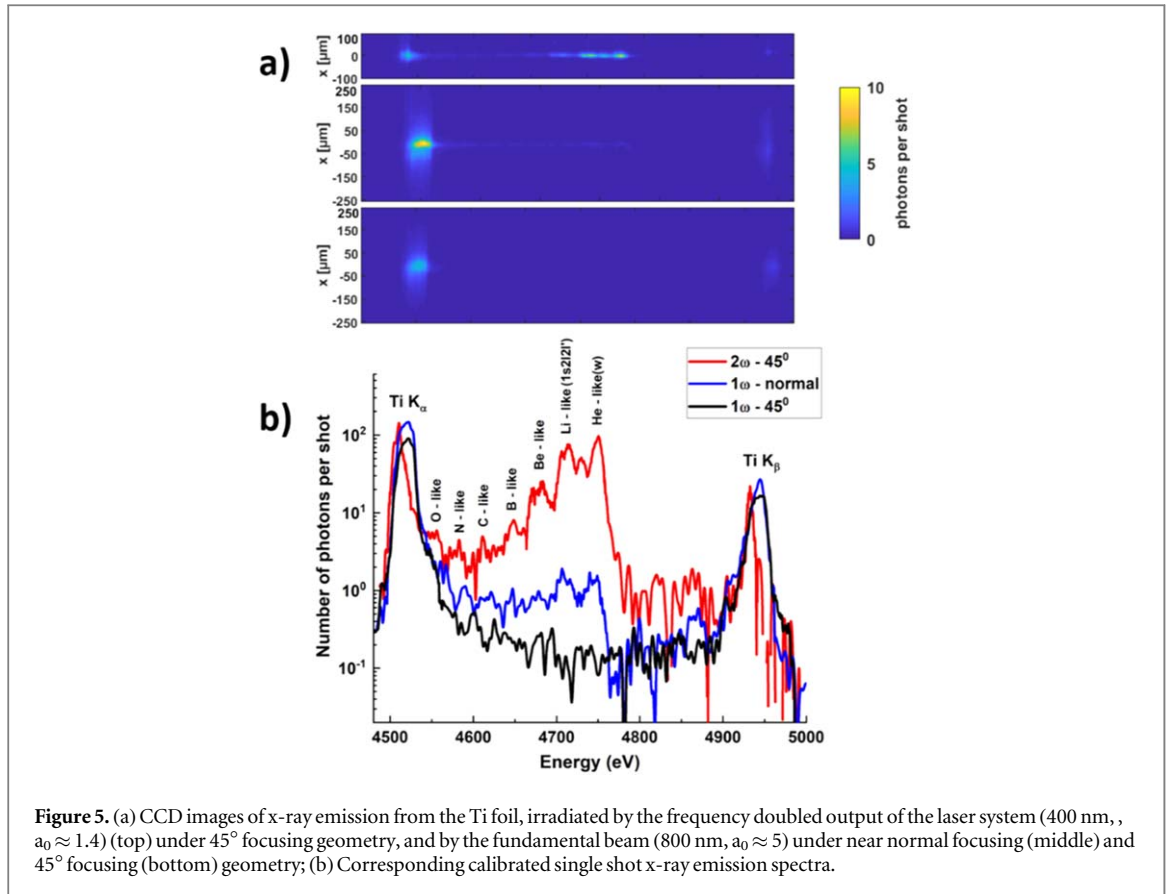 a)
x [µm]
100
0
-100
x [µm]
250
150
50
-50
-150
-250
x [µm]
250
150
50
-50
-150
-250
10
5
0
photons per shot
b)
2ω - 45⁰
1ω - normal
1ω - 45⁰
Ti Kα
O - like
N - like
C - like
B - like
Be - like
Li - like (1s2l2l')
He - like(w)
Ti Kβ
Number of photons per shot
10²
10¹
10⁰
10⁻¹
4500 4600 4700 4800 4900 5000
Energy (eV)
Figure 5. (a) CCD images of x-ray emission from the Ti foil, irradiated by the frequency doubled output of the laser system (400 nm, ,
a₀ ≈ 1.4) (top) under 45° focusing geometry, and by the fundamental beam (800 nm, a₀ ≈ 5) under near normal focusing (middle) and
45° focusing (bottom) geometry; (b) Corresponding calibrated single shot x-ray emission spectra.